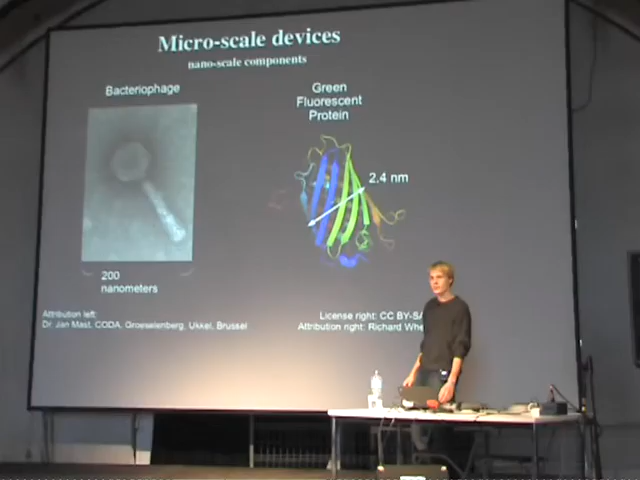 Micro-scale devices
nano-scale components
Bacteriophage
Green
Fluorescent
Protein
2.4 nm
200
nanometers
Attribution left:
Dr. Jan Mast, CODA, Groeselenberg, Ukkel, Brussel
License right: CC BY-SA
Attribution right: Richard Whe